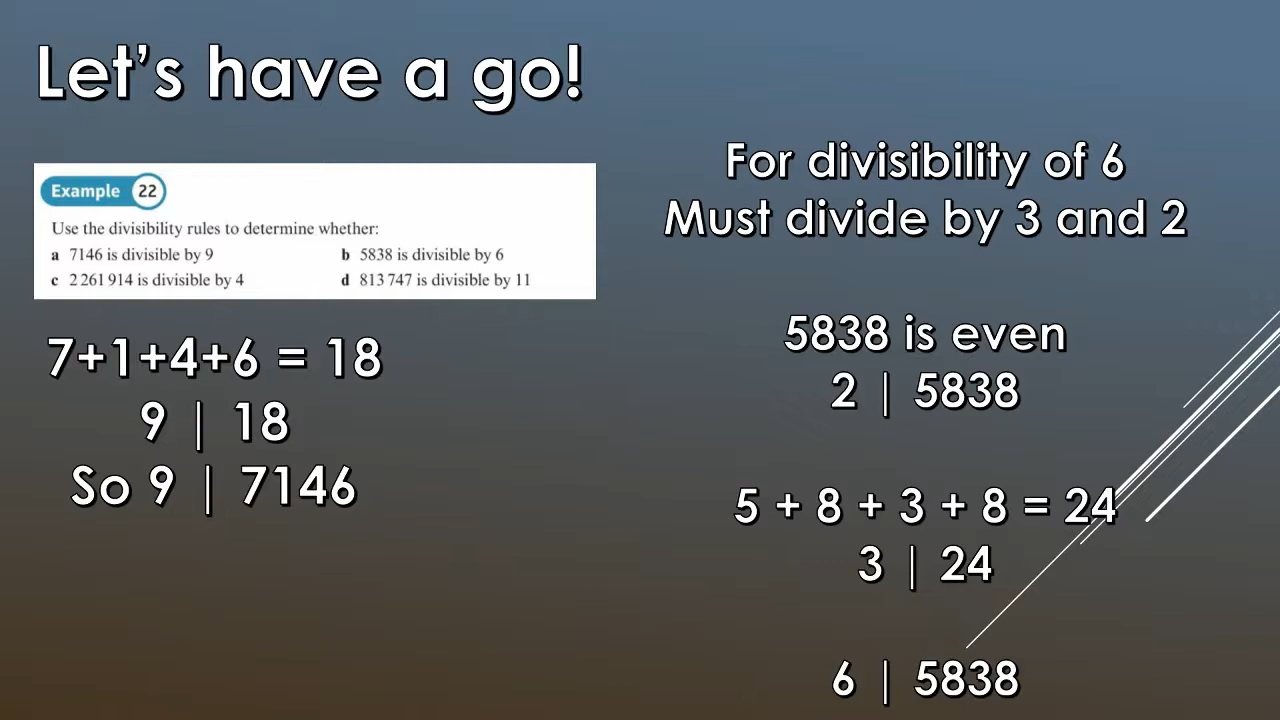 Let's have a go!
Example 22
Use the divisibility rules to determine whether:
a 7146 is divisible by 9
b 5838 is divisible by 6
c 2 261 914 is divisible by 4
d 813 747 is divisible by 11
7+1+4+6 = 18
9 | 18
So 9 | 7146
For divisibility of 6
Must divide by 3 and 2
5838 is even
2 | 5838
5 + 8 + 3 + 8 = 24
3 | 24
6 | 5838